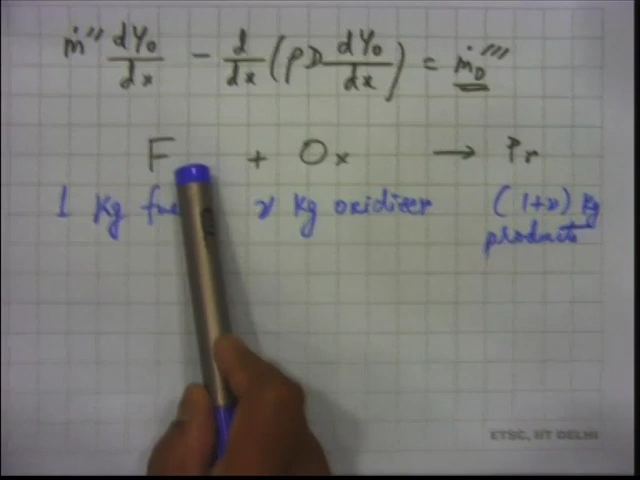 ṁ'' dY₀/dx - d/dx (ρD dY₀/dx) = ṁ₀'''
F + Ox → Pr
1 Kg fu ν Kg oxidizer (1+ν) Kg
products
ETSC, IIT DELHI